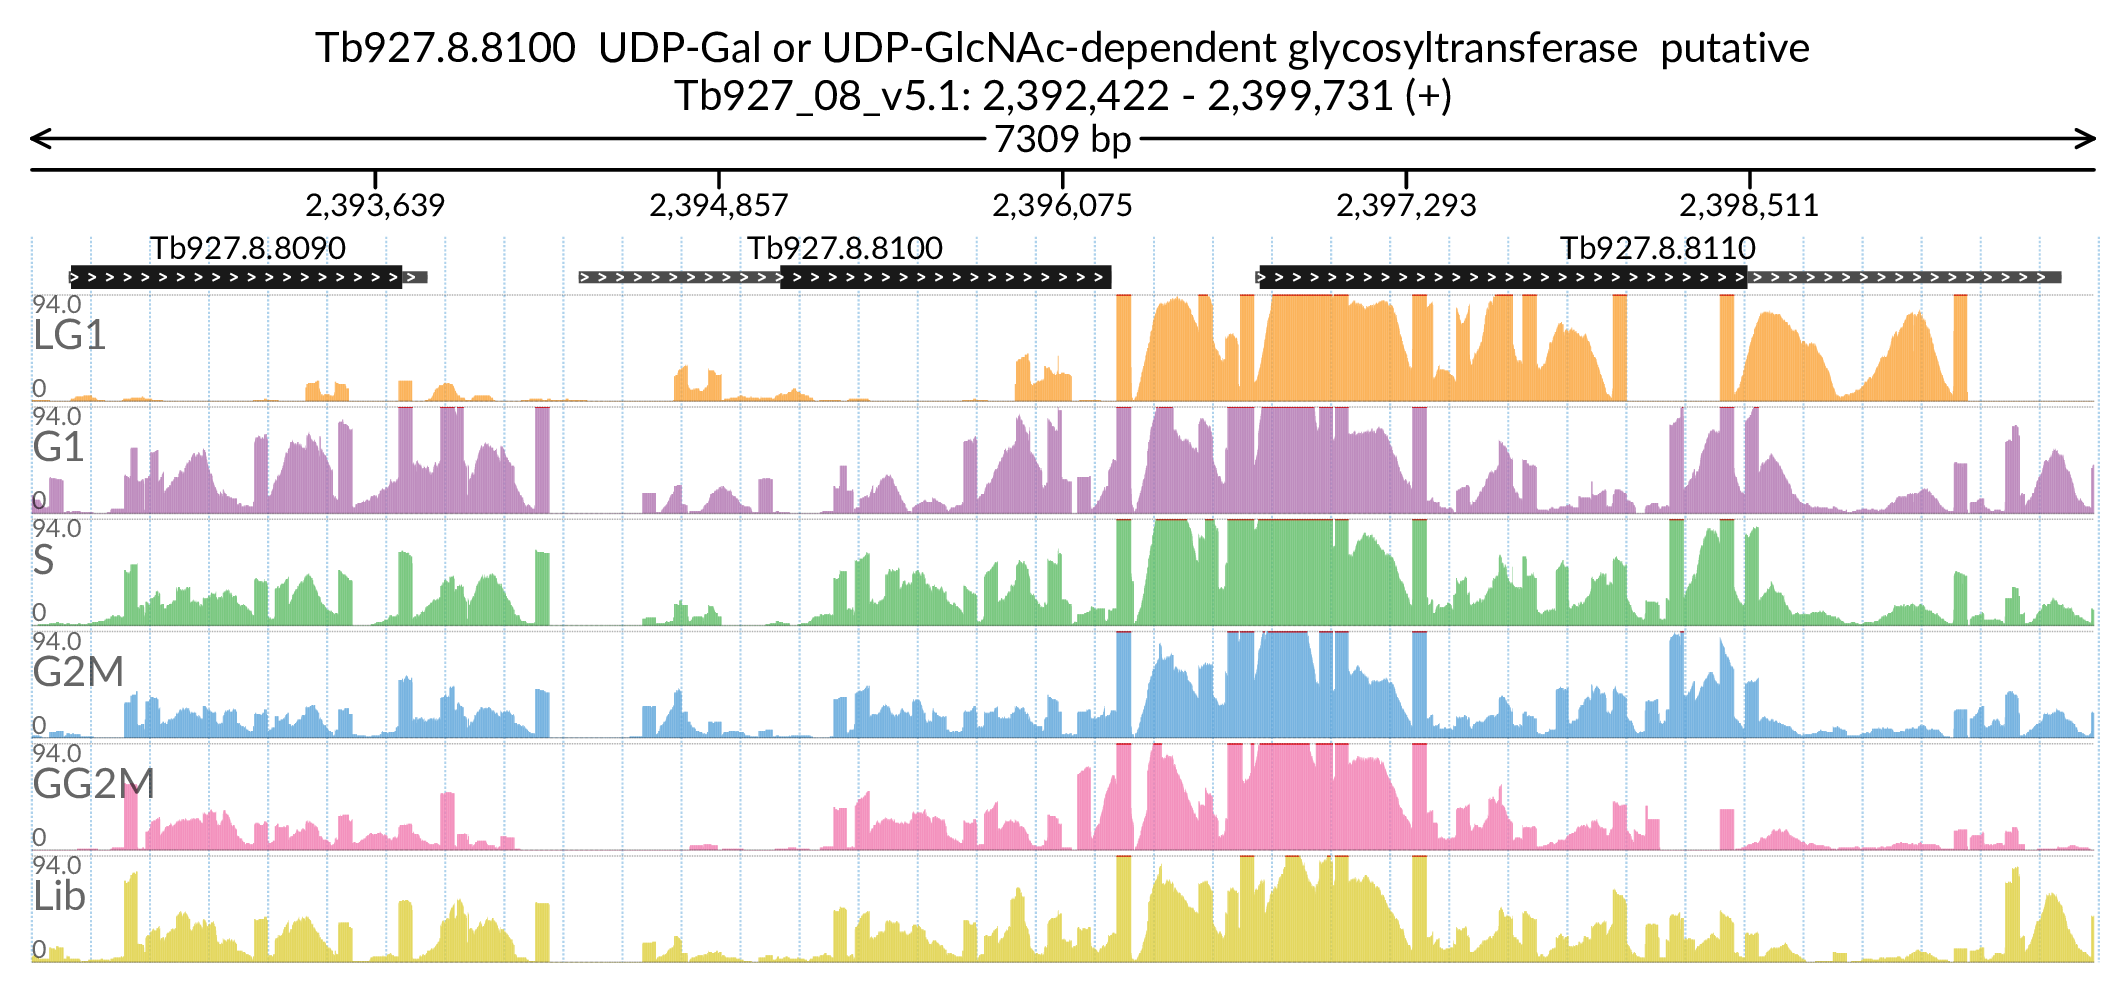 Tb927.8.8100  UDP-Gal or UDP-GlcNAc-dependent glycosyltransferase  putative
Tb927_08_v5.1: 2,392,422 - 2,399,731 (+)
7309 bp
2,393,639 2,394,857 2,396,075 2,397,293 2,398,511
Tb927.8.8090 Tb927.8.8100 Tb927.8.8110
94.0
LG1
0
94.0
G1
0
94.0
S
0
94.0
G2M
0
94.0
GG2M
0
94.0
Lib
0